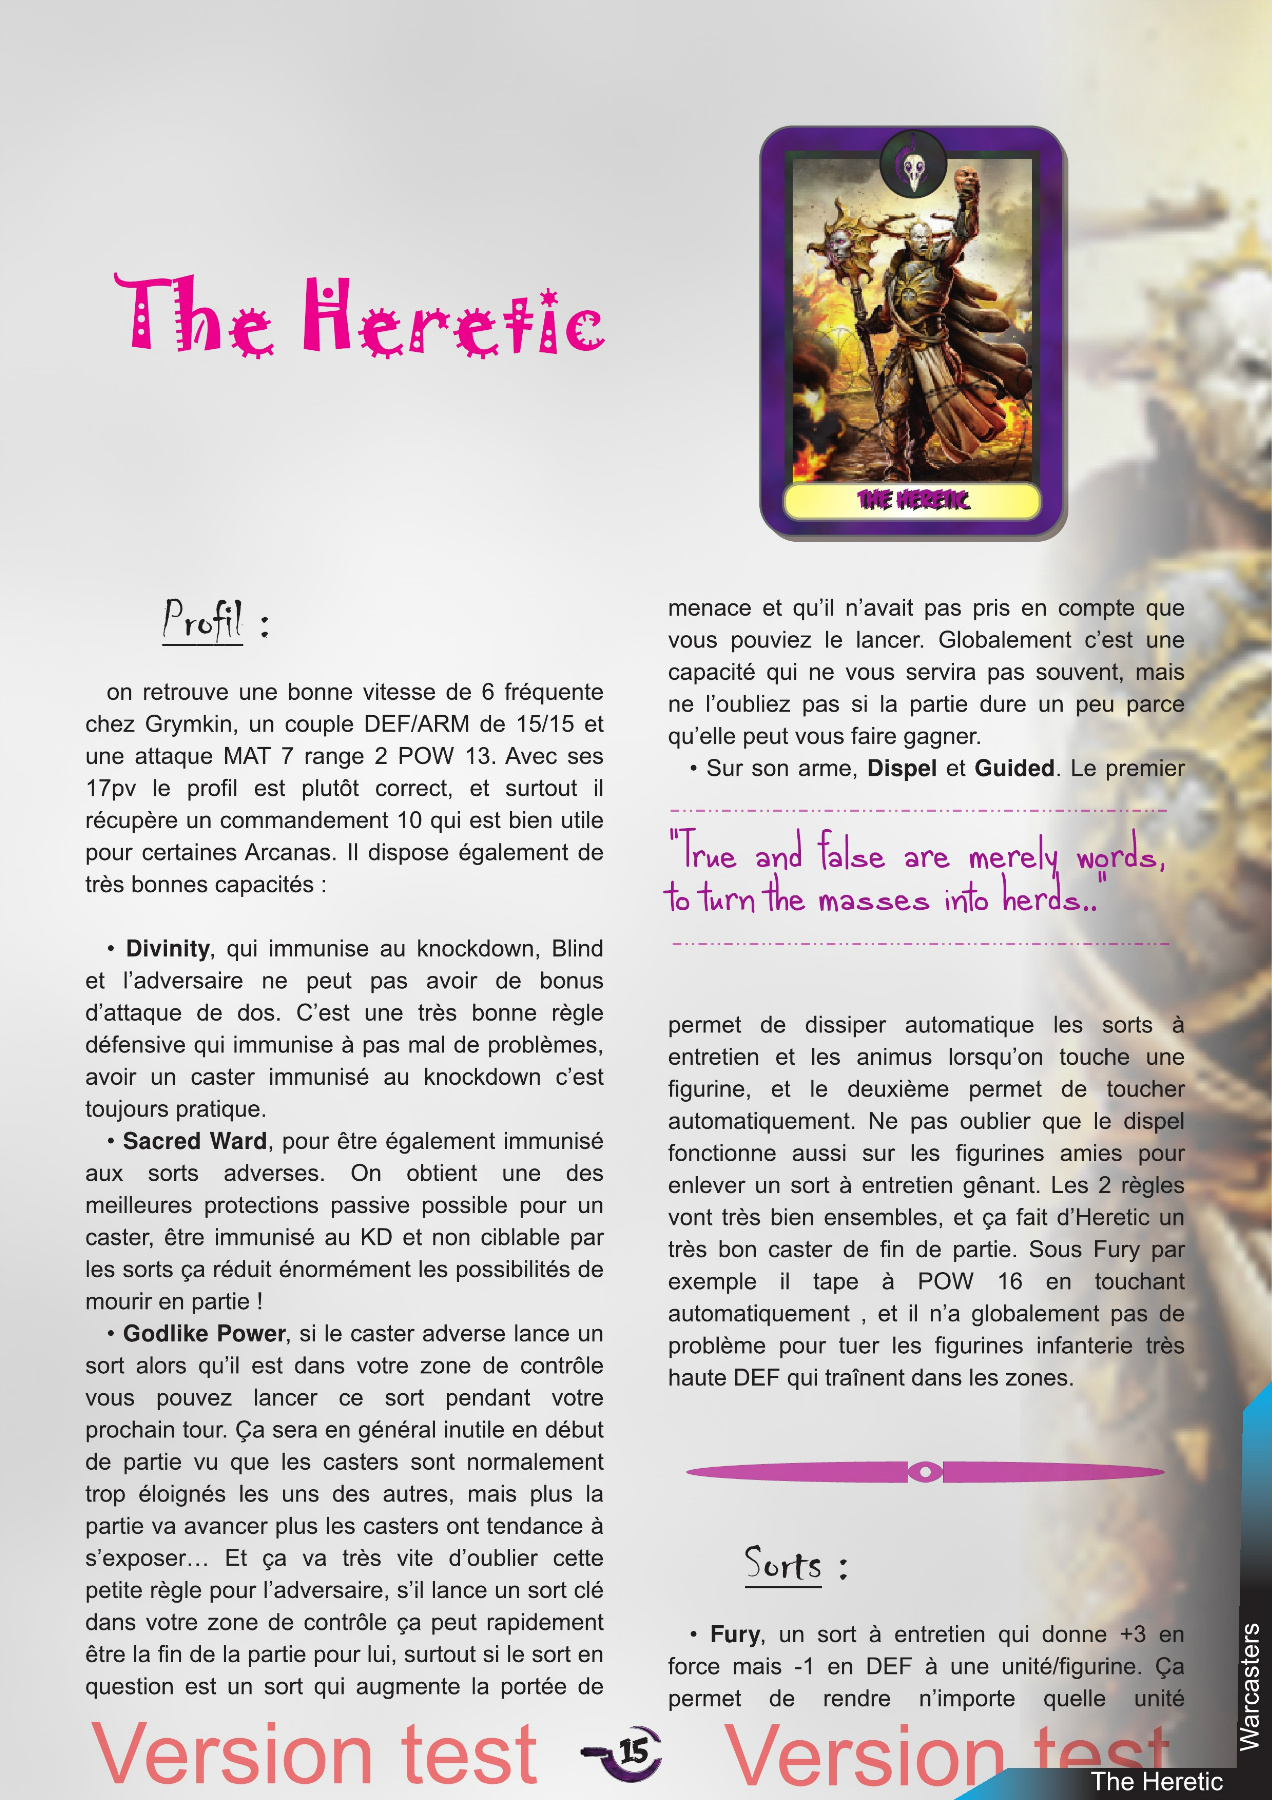 The Heretic
THE HERETIC
Profil :
on retrouve une bonne vitesse de 6 fréquente
chez Grymkin, un couple DEF/ARM de 15/15 et
une attaque MAT 7 range 2 POW 13. Avec ses
17pv le profil est plutôt correct, et surtout il
récupère un commandement 10 qui est bien utile
pour certaines Arcanas. Il dispose également de
très bonnes capacités :
• Divinity, qui immunise au knockdown, Blind
et l’adversaire ne peut pas avoir de bonus
d’attaque de dos. C’est une très bonne règle
défensive qui immunise à pas mal de problèmes,
avoir un caster immunisé au knockdown c’est
toujours pratique.
• Sacred Ward, pour être également immunisé
aux sorts adverses. On obtient une des
meilleures protections passive possible pour un
caster, être immunisé au KD et non ciblable par
les sorts ça réduit énormément les possibilités de
mourir en partie !
• Godlike Power, si le caster adverse lance un
sort alors qu’il est dans votre zone de contrôle
vous pouvez lancer ce sort pendant votre
prochain tour. Ça sera en général inutile en début
de partie vu que les casters sont normalement
trop éloignés les uns des autres, mais plus la
partie va avancer plus les casters ont tendance à
s’exposer… Et ça va très vite d’oublier cette
petite règle pour l’adversaire, s’il lance un sort clé
dans votre zone de contrôle ça peut rapidement
être la fin de la partie pour lui, surtout si le sort en
question est un sort qui augmente la portée de
menace et qu’il n’avait pas pris en compte que
vous pouviez le lancer. Globalement c’est une
capacité qui ne vous servira pas souvent, mais
ne l’oubliez pas si la partie dure un peu parce
qu’elle peut vous faire gagner.
• Sur son arme, Dispel et Guided. Le premier
"True and false are merely words,
to turn the masses into herds.."
permet de dissiper automatique les sorts à
entretien et les animus lorsqu’on touche une
figurine, et le deuxième permet de toucher
automatiquement. Ne pas oublier que le dispel
fonctionne aussi sur les figurines amies pour
enlever un sort à entretien gênant. Les 2 règles
vont très bien ensembles, et ça fait d’Heretic un
très bon caster de fin de partie. Sous Fury par
exemple il tape à POW 16 en touchant
automatiquement , et il n’a globalement pas de
problème pour tuer les figurines infanterie très
haute DEF qui traînent dans les zones.
Sorts :
• Fury, un sort à entretien qui donne +3 en
force mais -1 en DEF à une unité/figurine. Ça
permet de rendre n’importe quelle unité
Version test
15
Version test
Warcasters
The Heretic